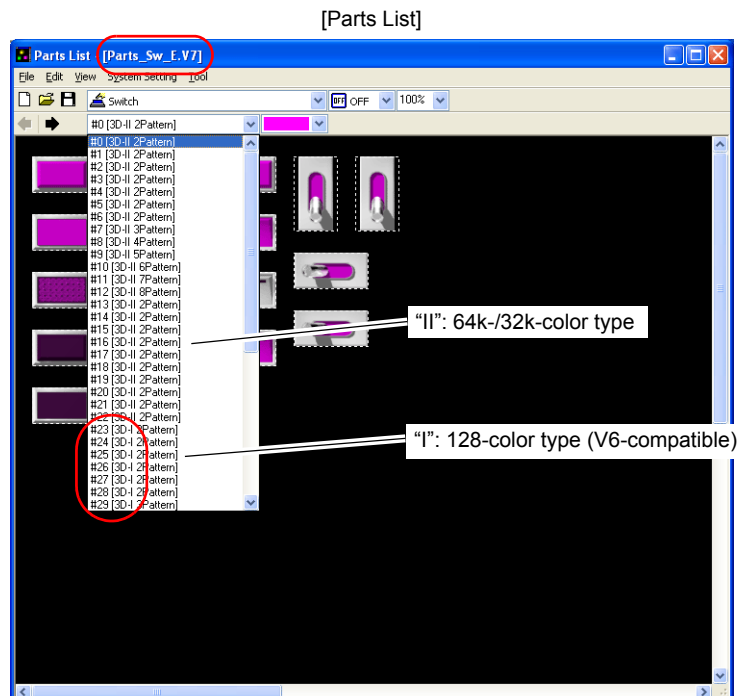 [Parts List]
Parts List [Parts_Sw_E.V7]
File Edit View System Setting Tool
Switch OFF OFF 100%
#0 [3D-II 2Pattern]
#0 [3D-II 2Pattern]
#1 [3D-II 2Pattern]
#2 [3D-II 2Pattern]
#3 [3D-II 2Pattern]
#4 [3D-II 2Pattern]
#5 [3D-II 2Pattern]
#6 [3D-II 2Pattern]
#7 [3D-II 3Pattern]
#8 [3D-II 4Pattern]
#9 [3D-II 5Pattern]
#10 [3D-II 6Pattern]
#11 [3D-II 7Pattern]
#12 [3D-II 8Pattern]
#13 [3D-II 2Pattern]
#14 [3D-II 2Pattern]
#15 [3D-II 2Pattern]
#16 [3D-II 2Pattern]
#17 [3D-II 2Pattern]
#18 [3D-II 2Pattern]
#19 [3D-II 2Pattern]
#20 [3D-II 2Pattern]
#21 [3D-II 2Pattern]
#22 [3D-II 2Pattern]
#23 [3D-I 2Pattern]
#24 [3D-I 2Pattern]
#25 [3D-I 2Pattern]
#26 [3D-I 2Pattern]
#27 [3D-I 2Pattern]
#28 [3D-I 2Pattern]
#29 [3D-I 3Pattern]
“II”: 64k-/32k-color type
“I”: 128-color type (V6-compatible)